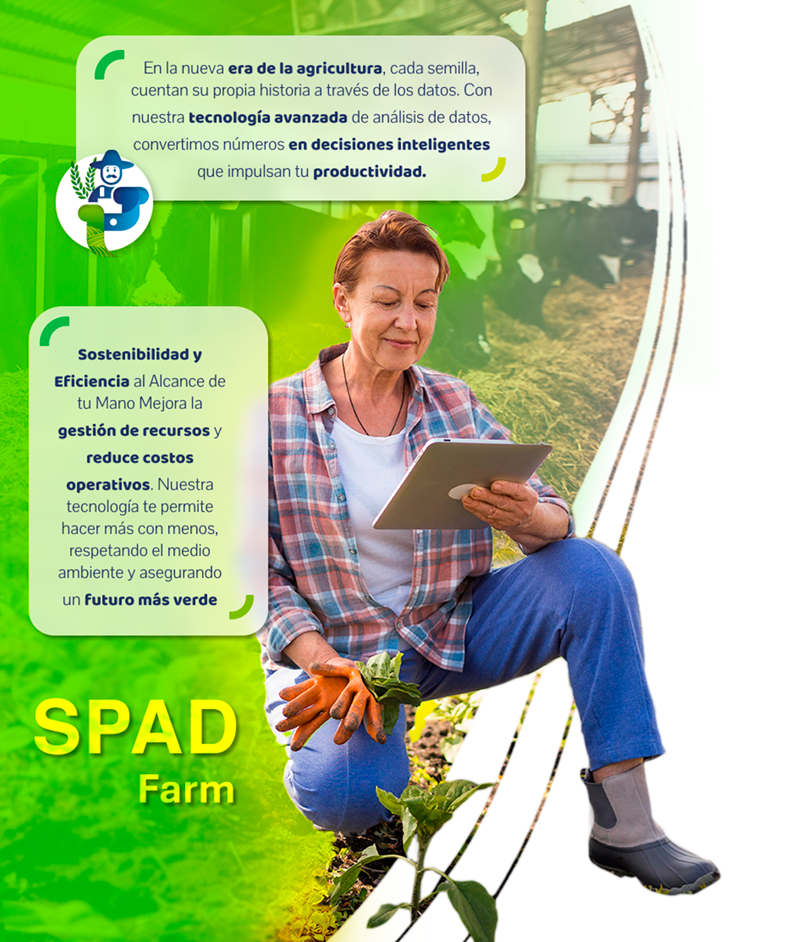 En la nueva era de la agricultura, cada semilla,
cuentan su propia historia a través de los datos. Con
nuestra tecnología avanzada de análisis de datos,
convertimos números en decisiones inteligentes
que impulsan tu productividad.
Sostenibilidad y
Eficiencia al Alcance de
tu Mano Mejora la
gestión de recursos y
reduce costos
operativos. Nuestra
tecnología te permite
hacer más con menos,
respetando el medio
ambiente y asegurando
un futuro más verde
SPAD
Farm